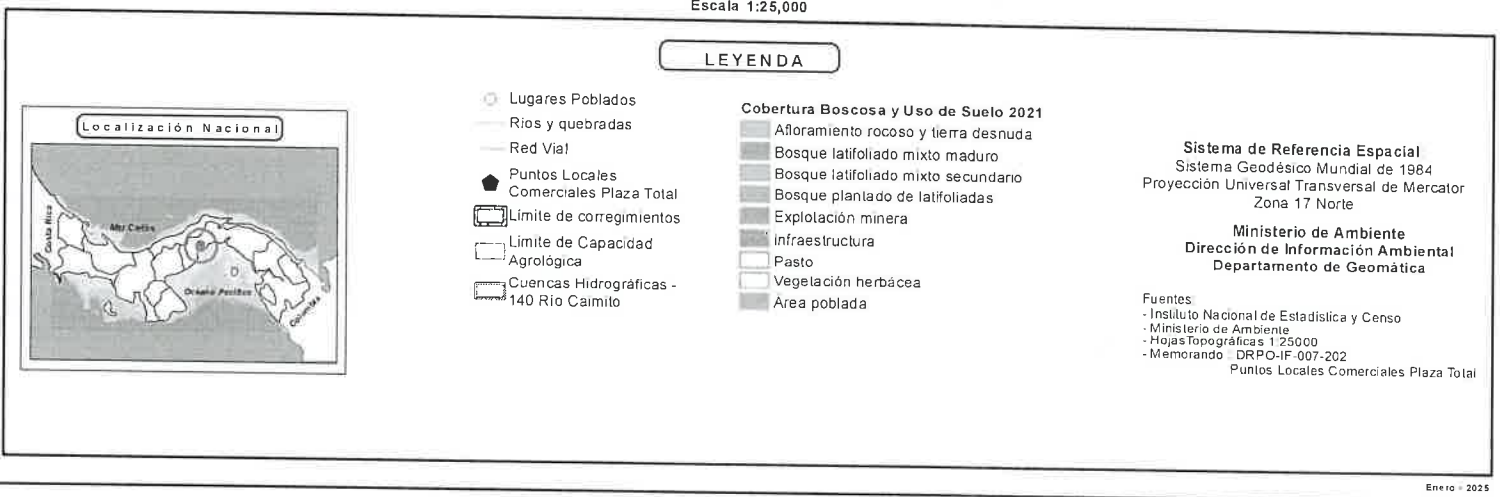 Escala 1:25,000
LEYENDA
Localización Nacional
Mar Caribe
Costa Rica
Océano Pacífico
Colombia
Lugares Poblados
Ríos y quebradas
Red Vial
Puntos Locales
Comerciales Plaza Total
Límite de corregimientos
Límite de Capacidad
Agrológica
Cuencas Hidrográficas -
140 Río Caimito
Cobertura Boscosa y Uso de Suelo 2021
Afloramiento rocoso y tierra desnuda
Bosque latifoliado mixto maduro
Bosque latifoliado mixto secundario
Bosque plantado de latifoliadas
Explotación minera
Infraestructura
Pasto
Vegetación herbácea
Área poblada
Sistema de Referencia Espacial
Sistema Geodésico Mundial de 1984
Proyección Universal Transversal de Mercator
Zona 17 Norte
Ministerio de Ambiente
Dirección de Información Ambiental
Departamento de Geomática
Fuentes:
- Instituto Nacional de Estadística y Censo
- Ministerio de Ambiente
- Hojas Topográficas 1:25000
- Memorando : DRPO-IF-007-202
Puntos Locales Comerciales Plaza Total
Enero - 2025